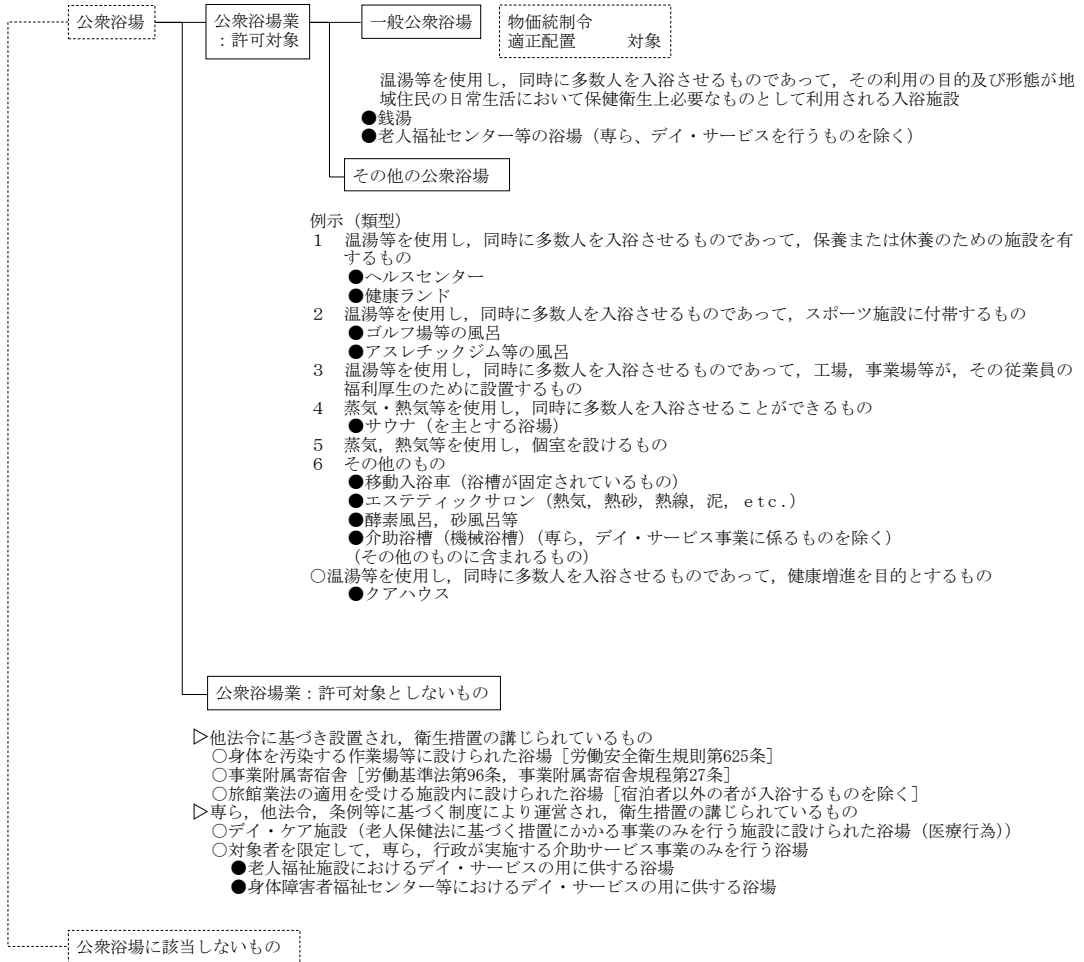 公衆浴場
公衆浴場業
:許可対象
一般公衆浴場
物価統制令
適正配置　　対象
温湯等を使用し，同時に多数人を入浴させるものであって，その利用の目的及び形態が地
域住民の日常生活において保健衛生上必要なものとして利用される入浴施設
●銭湯
●老人福祉センター等の浴場（専ら、デイ・サービスを行うものを除く）
その他の公衆浴場
例示（類型）
１　温湯等を使用し，同時に多数人を入浴させるものであって，保養または休養のための施設を有
するもの
●ヘルスセンター
●健康ランド
２　温湯等を使用し，同時に多数人を入浴させるものであって，スポーツ施設に付帯するもの
●ゴルフ場等の風呂
●アスレチックジム等の風呂
３　温湯等を使用し，同時に多数人を入浴させるものであって，工場，事業場等が，その従業員の
福利厚生のために設置するもの
４　蒸気・熱気等を使用し，同時に多数人を入浴させることができるもの
●サウナ（を主とする浴場）
５　蒸気，熱気等を使用し，個室を設けるもの
６　その他のもの
●移動入浴車（浴槽が固定されているもの）
●エステティックサロン（熱気，熱砂，熱線，泥，ｅｔｃ．）
●酵素風呂，砂風呂等
●介助浴槽（機械浴槽）（専ら，デイ・サービス事業に係るものを除く）
（その他のものに含まれるもの）
○温湯等を使用し，同時に多数人を入浴させるものであって，健康増進を目的とするもの
●クアハウス
公衆浴場業：許可対象としないもの
▷他法令に基づき設置され，衛生措置の講じられているもの
○身体を汚染する作業場等に設けられた浴場［労働安全衛生規則第625条］
○事業附属寄宿舎［労働基準法第96条，事業附属寄宿舎規程第27条］
○旅館業法の適用を受ける施設内に設けられた浴場［宿泊者以外の者が入浴するものを除く］
▷専ら，他法令，条例等に基づく制度により運営され，衛生措置の講じられているもの
○デイ・ケア施設（老人保健法に基づく措置にかかる事業のみを行う施設に設けられた浴場（医療行為））
○対象者を限定して，専ら，行政が実施する介助サービス事業のみを行う浴場
●老人福祉施設におけるデイ・サービスの用に供する浴場
●身体障害者福祉センター等におけるデイ・サービスの用に供する浴場
公衆浴場に該当しないもの